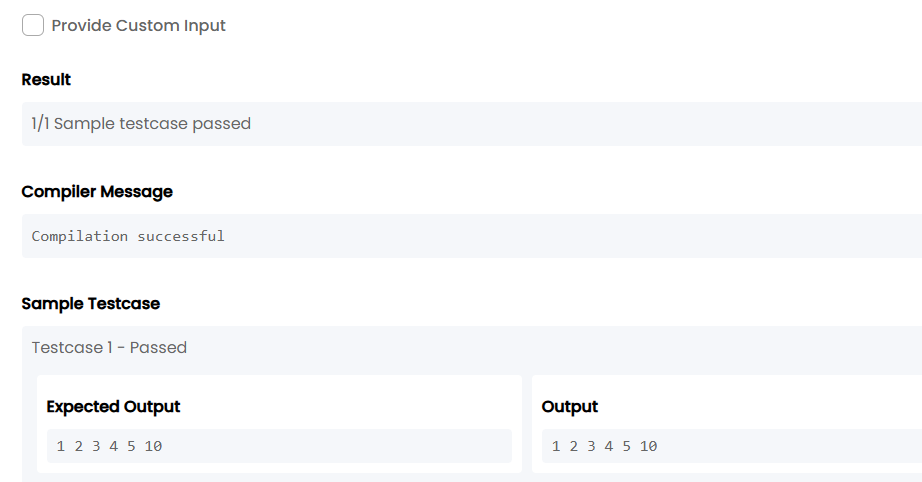 Provide Custom Input
Result
1/1 Sample testcase passed
Compiler Message
Compilation successful
Sample Testcase
Testcase 1 - Passed
Expected Output
1 2 3 4 5 10
Output
1 2 3 4 5 10